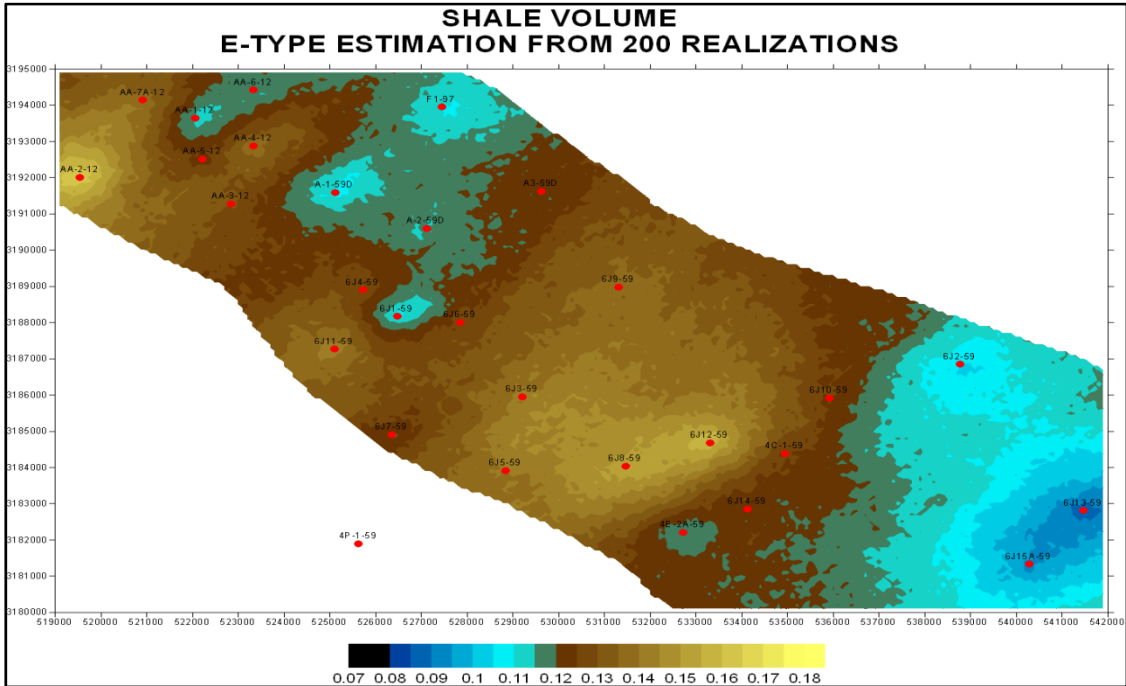 SHALE VOLUME
E-TYPE ESTIMATION FROM 200 REALIZATIONS
3195000
AA-6-12
AA-7A-12
F1-97
3194000
AA-1-12
3193000
AA-4-12
AA-5-12
AA-2-12
3192000
A-1-59D
A3-59D
AA-3-12
3191000
A-2-59D
3190000
6J4-59
6J9-59
3189000
6J1-59
6J6-59
3188000
6J11-59
6J2-59
3187000
3186000
6J3-59
6J10-59
3185000
6J7-59
6J12-59
4C-1-59
3184000
6J5-59
6J8-59
3183000
6J14-59
6J13-59
4E-2A-59
3182000
4P-1-59
6J15A-59
3181000
3180000
519000 520000 521000 522000 523000 524000 525000 526000 527000 528000 529000 530000 531000 532000 533000 534000 535000 536000 537000 538000 539000 540000 541000 542000
0.07 0.08 0.09 0.1 0.11 0.12 0.13 0.14 0.15 0.16 0.17 0.18